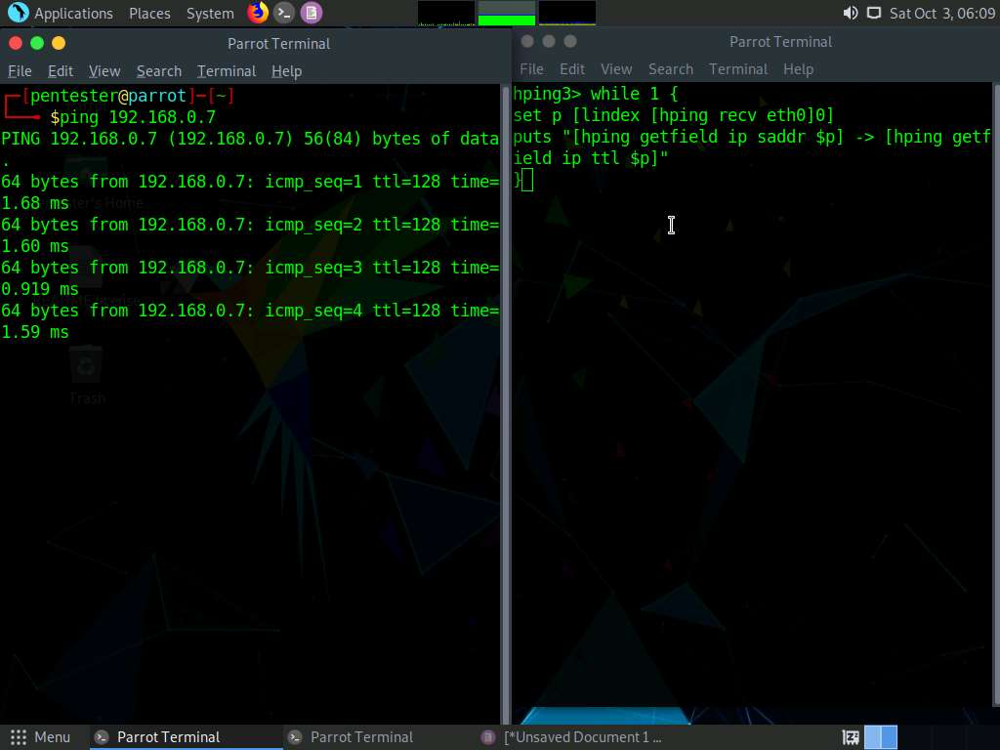 Applications Places System Sat Oct 3, 06:09
Parrot Terminal
File Edit View Search Terminal Help
[pentester@parrot]─[~]
$ping 192.168.0.7
PING 192.168.0.7 (192.168.0.7) 56(84) bytes of data
.
64 bytes from 192.168.0.7: icmp_seq=1 ttl=128 time=
1.68 ms
64 bytes from 192.168.0.7: icmp_seq=2 ttl=128 time=
1.60 ms
64 bytes from 192.168.0.7: icmp_seq=3 ttl=128 time=
0.919 ms
64 bytes from 192.168.0.7: icmp_seq=4 ttl=128 time=
1.59 ms
Trash
Parrot Terminal
File Edit View Search Terminal Help
hping3> while 1 {
set p [lindex [hping recv eth0]0]
puts "[hping getfield ip saddr $p] -> [hping getf
ield ip ttl $p]"
}
Menu Parrot Terminal Parrot Terminal [*Unsaved Document 1 ...